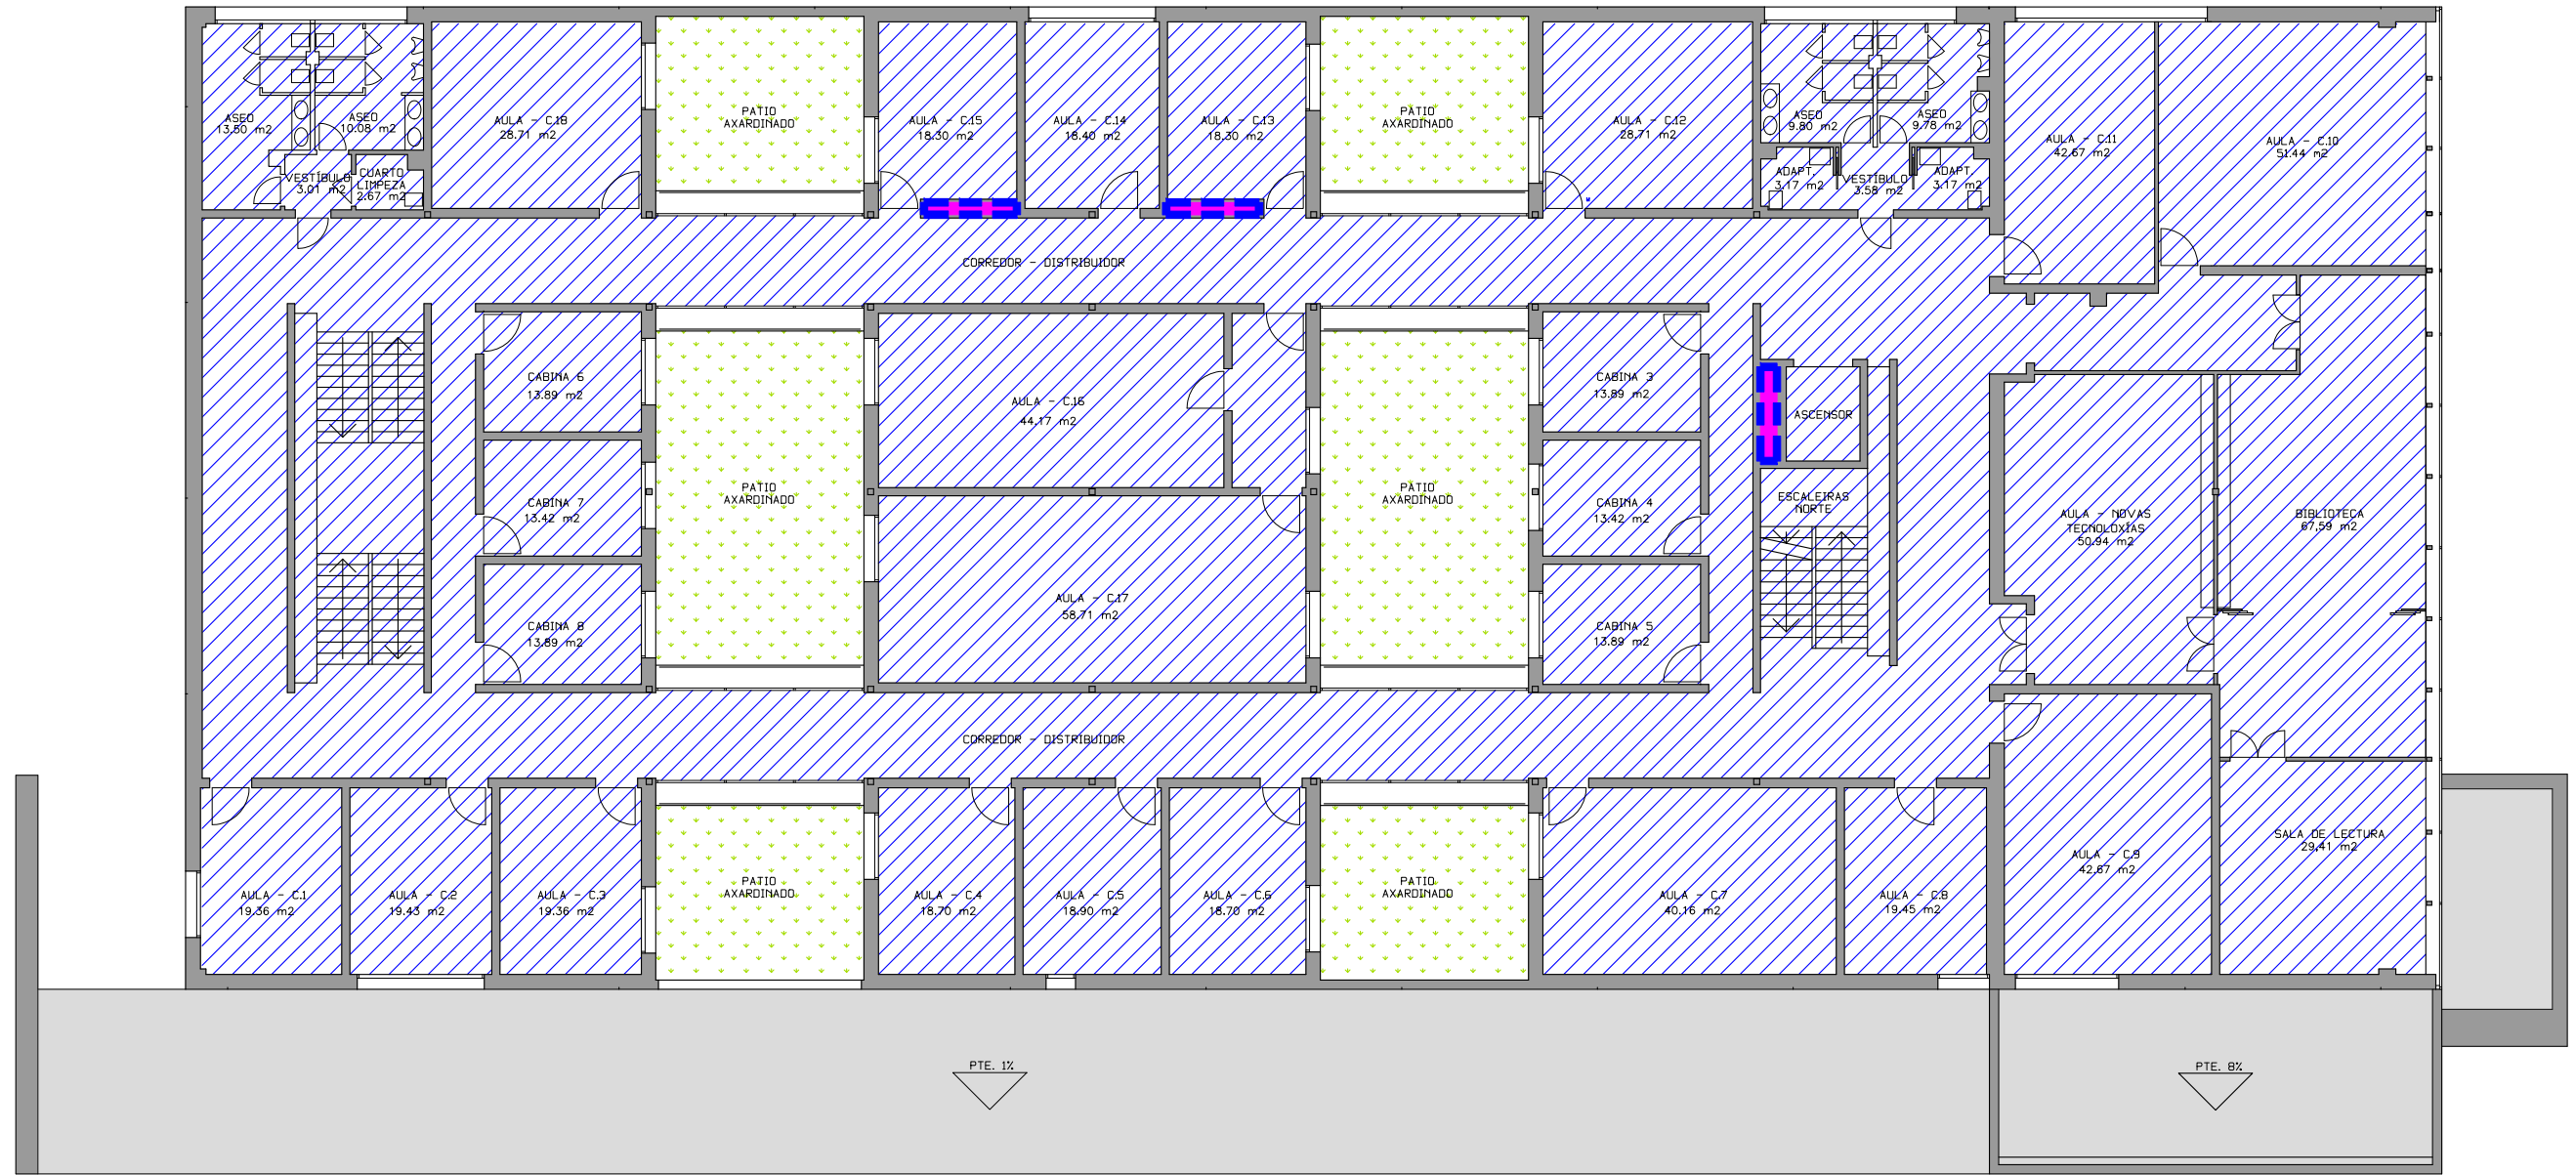 ASEO
13.50 m2
ASEO
10.08 m2
VESTÍBULO
3.01 m2
CUARTO
LIMPEZA
2.67 m2
AULA - C.18
28.71 m2
PATIO
AXARDINADO
AULA - C.15
18.30 m2
AULA - C.14
18.40 m2
AULA - C.13
18.30 m2
PATIO
AXARDINADO
AULA - C.12
28.71 m2
ASEO
9.80 m2
ASEO
9.78 m2
ADAPT.
3.17 m2
VESTÍBULO
3.58 m2
ADAPT.
3.17 m2
AULA - C.11
42.67 m2
AULA - C.10
51.44 m2
CORREDOR - DISTRIBUIDOR
CABINA 6
13.89 m2
CABINA 7
13.42 m2
CABINA 8
13.89 m2
PATIO
AXARDINADO
AULA - C.16
44.17 m2
AULA - C.17
58.71 m2
PATIO
AXARDINADO
CABINA 3
13.89 m2
CABINA 4
13.42 m2
CABINA 5
13.89 m2
ASCENSOR
ESCALEIRAS
NORTE
AULA - NOVAS
TECNOLOXÍAS
50.94 m2
BIBLIOTECA
67,59 m2
CORREDOR - DISTRIBUIDOR
AULA - C.1
19.36 m2
AULA - C.2
19.43 m2
AULA - C.3
19.36 m2
PATIO
AXARDINADO
AULA - C.4
18.70 m2
AULA - C.5
18.90 m2
AULA - C.6
18.70 m2
PATIO
AXARDINADO
AULA - C.7
40.16 m2
AULA - C.8
19.45 m2
AULA - C.9
42.67 m2
SALA DE LECTURA
29,41 m2
PTE. 1%
PTE. 8%